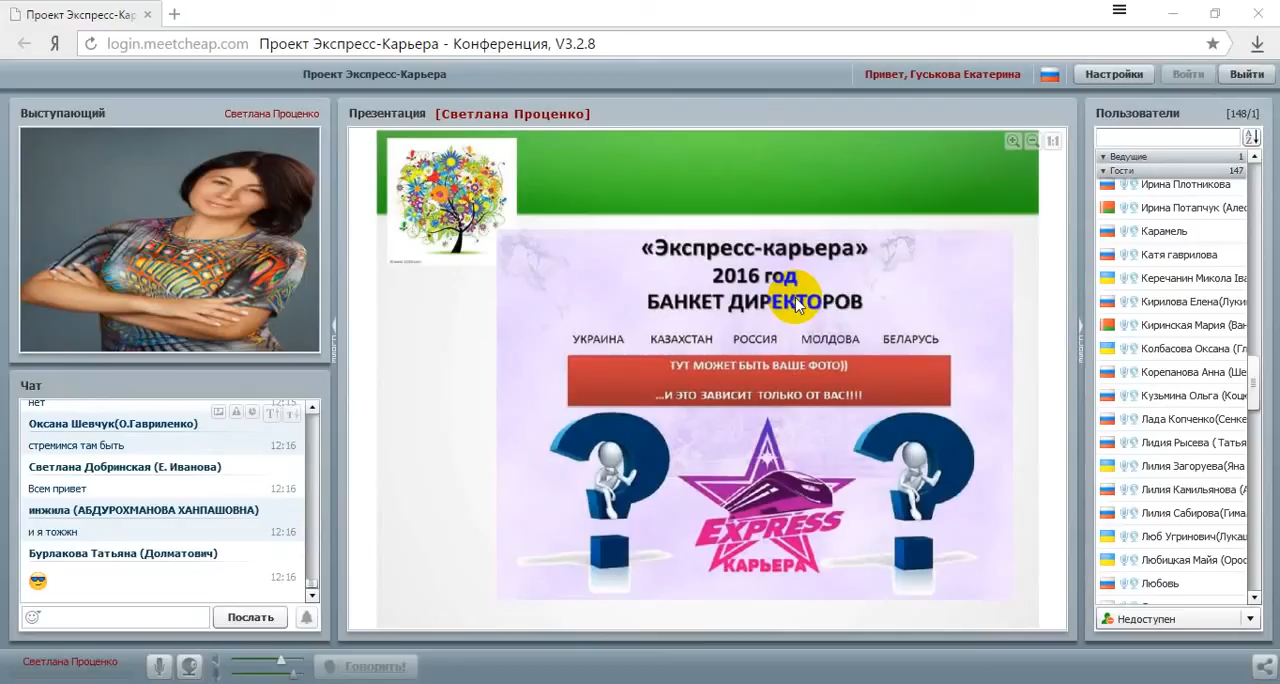 Проект Экспресс-Кар
login.meetcheap.com Проект Экспресс-Карьера - Конференция, V3.2.8
Проект Экспресс-Карьера
Привет, Гуськова Екатерина
Настройки
Войти
Выйти
Выступающий
Светлана Проценко
Чат
нет
12:15
Оксана Шевчук(О.Гавриленко)
стремимся там быть
12:16
Светлана Добринская (Е. Иванова)
Всем привет
12:16
инжила (АБДУРОХМАНОВА ХАНПАШОВНА)
и я тожжн
12:16
Бурлакова Татьяна (Долматович)
12:16
Послать
Презентация [Светлана Проценко]
1:1
«Экспресс-карьера»
2016 год
БАНКЕТ ДИРЕКТОРОВ
УКРАИНА КАЗАХСТАН РОССИЯ МОЛДОВА БЕЛАРУСЬ
ТУТ МОЖЕТ БЫТЬ ВАШЕ ФОТО))
...И ЭТО ЗАВИСИТ ТОЛЬКО ОТ ВАС!!!!
EXPRESS
КАРЬЕРА
Пользователи [148/1]
Ведущие 1
Гости 147
Ирина Плотникова
Ирина Потапчук (Алес
Карамель
Катя гаврилова
Керечанин Микола Іва
Кирилова Елена(Луки
Киринская Мария (Ван
Колбасова Оксана (Гл
Корепанова Анна (Ше
Кузьмина Ольга (Коц
Лада Копченко(Сенке
Лидия Рысева ( Татья
Лилия Загоруева(Яна
Лилия Камильянова (А
Лилия Сабирова(Гима
Люб Угринович(Лукац
Любицкая Майя (Орос
Любовь
Недоступен
Светлана Проценко
Говорить!